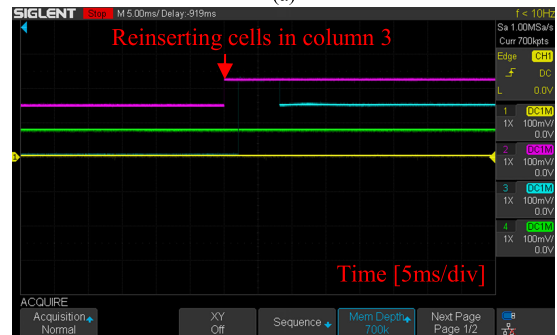 (a)
SIGLENT Stop M 5.00ms/ Delay:-919ms f < 10Hz
Sa 1.00MSa/s
Curr 700kpts
Reinserting cells in column 3
Edge CH1
DC
L 0.0V
1 DC1M
1X 100mV/
0.0V
2 DC1M
1X 100mV/
0.0V
3 DC1M
1X 100mV/
0.0V
4 DC1M
1X 100mV/
0.0V
Time [5ms/div]
ACQUIRE
Acquisition XY Sequence Mem Depth Next Page
Normal Off 700k Page 1/2